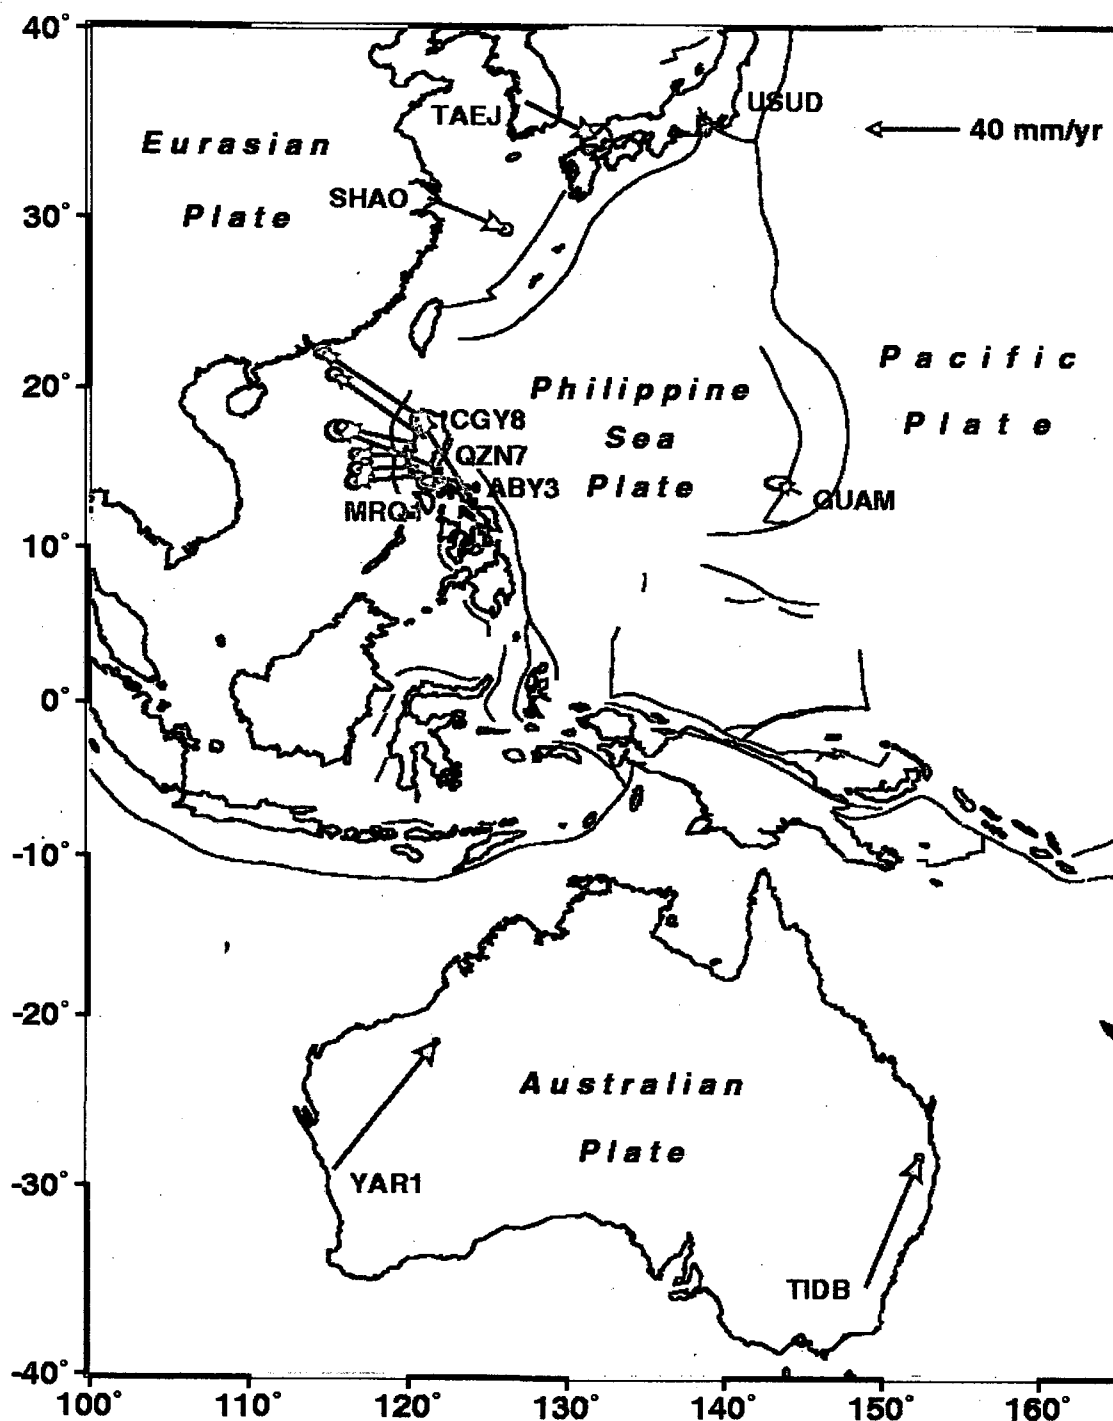 40°
TAEJ
USUD
Eurasian
40 mm/yr
SHAO
Plate
30°
Pacific
20°
Philippine
CGY8
Plate
Sea
QZN7
Plate
ABY3
GUAM
MRQ
10°
0°
-10°
-20°
Australian
Plate
YAR1
-30°
TIDB
-40°
100° 110° 120° 130° 140° 150° 160°